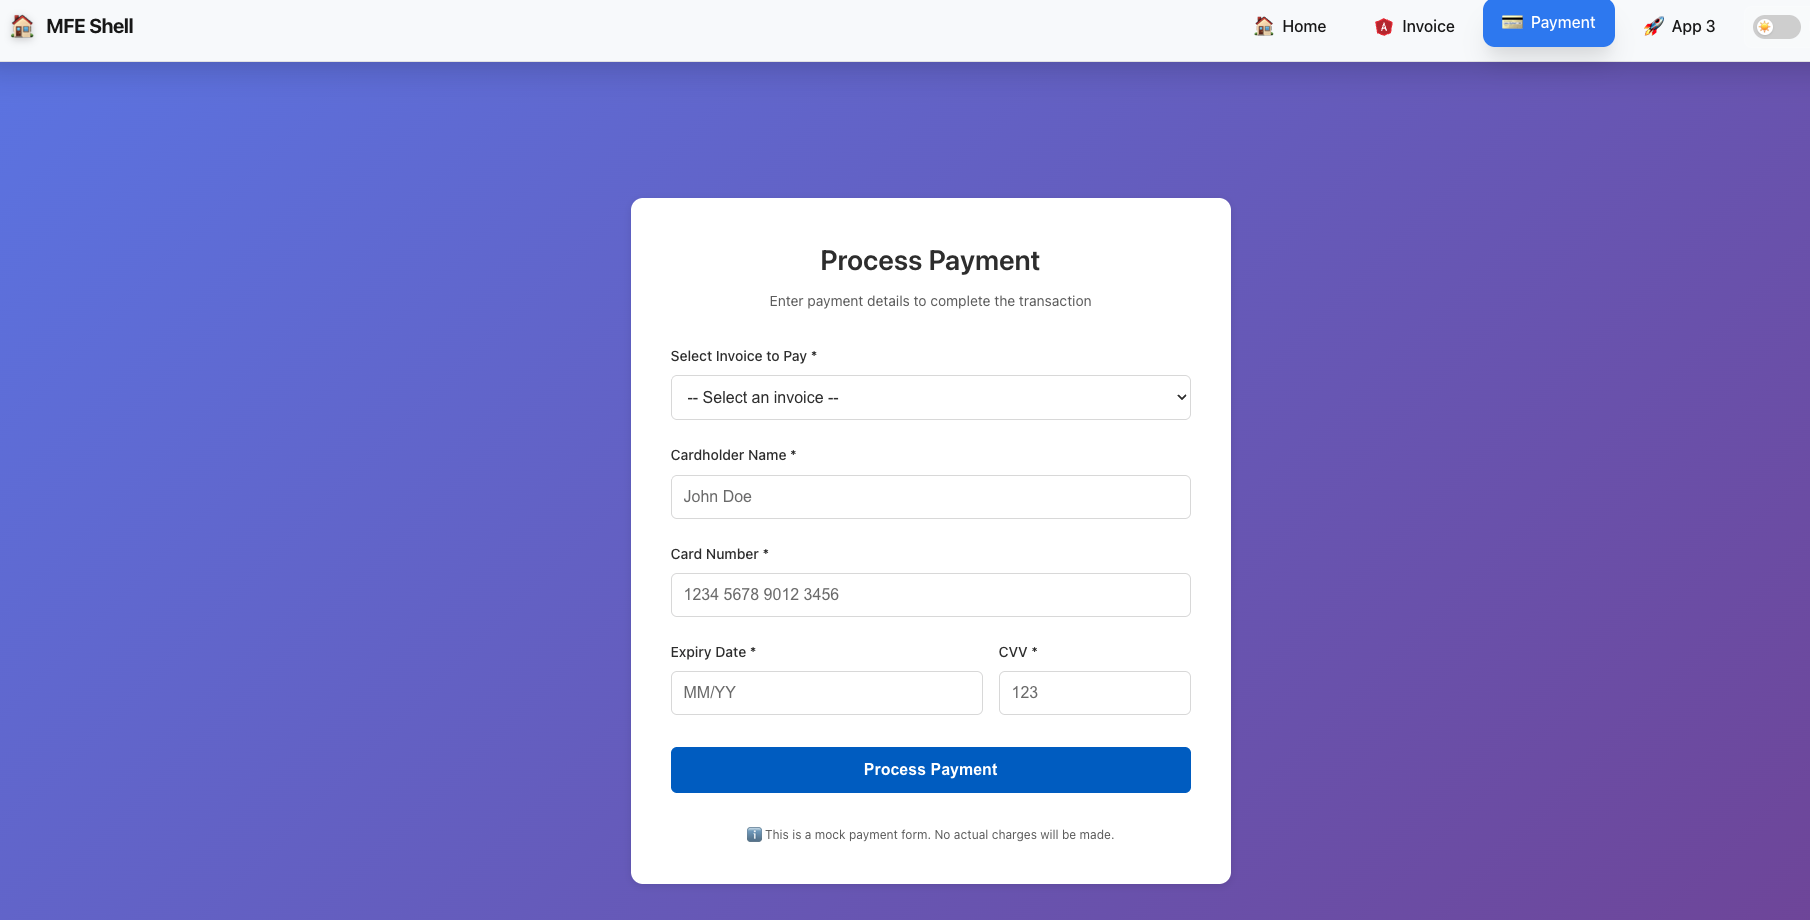 MFE Shell
Home
Invoice
Payment
App 3
Process Payment
Enter payment details to complete the transaction
Select Invoice to Pay *
-- Select an invoice --
Cardholder Name *
John Doe
Card Number *
1234 5678 9012 3456
Expiry Date *
CVV *
MM/YY
123
Process Payment
This is a mock payment form. No actual charges will be made.